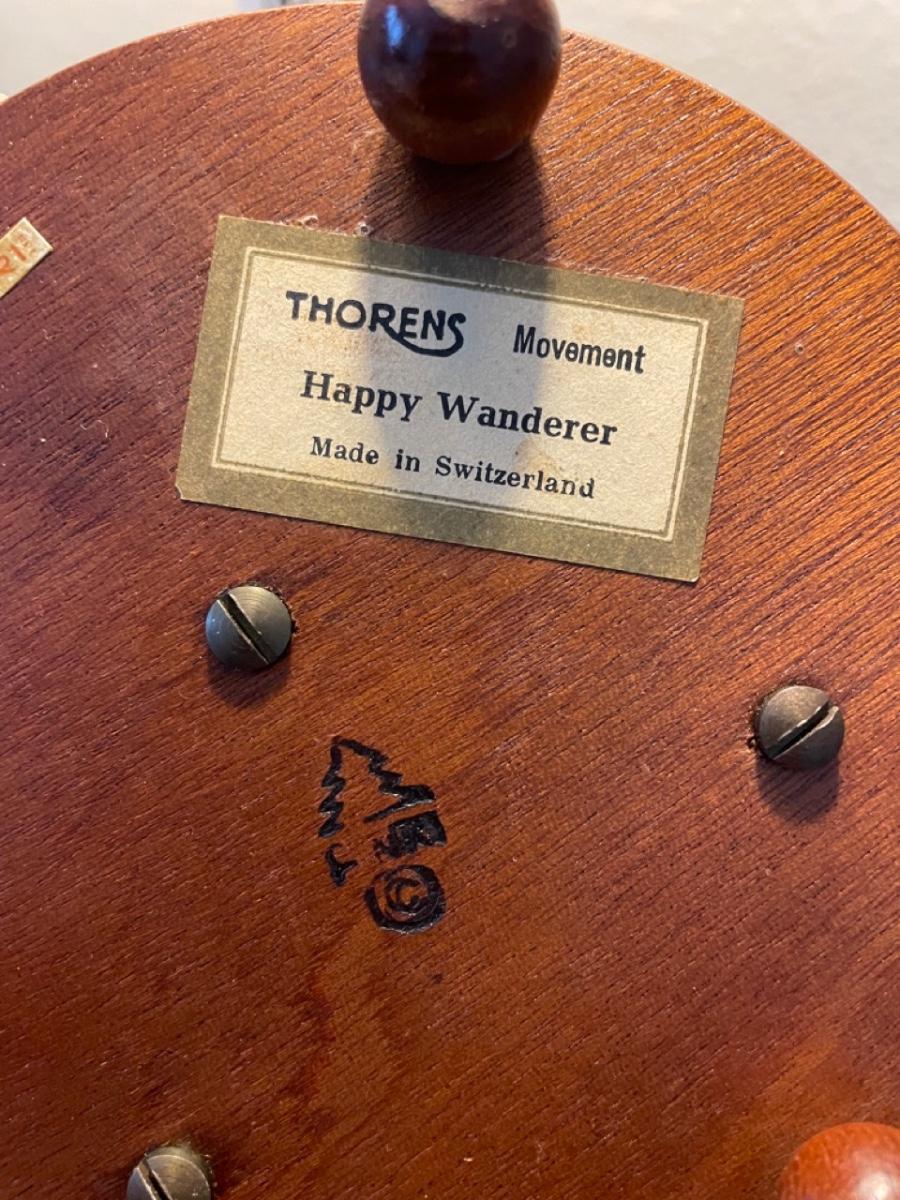 THORENS Movement
Happy Wanderer
Made in Switzerland
©